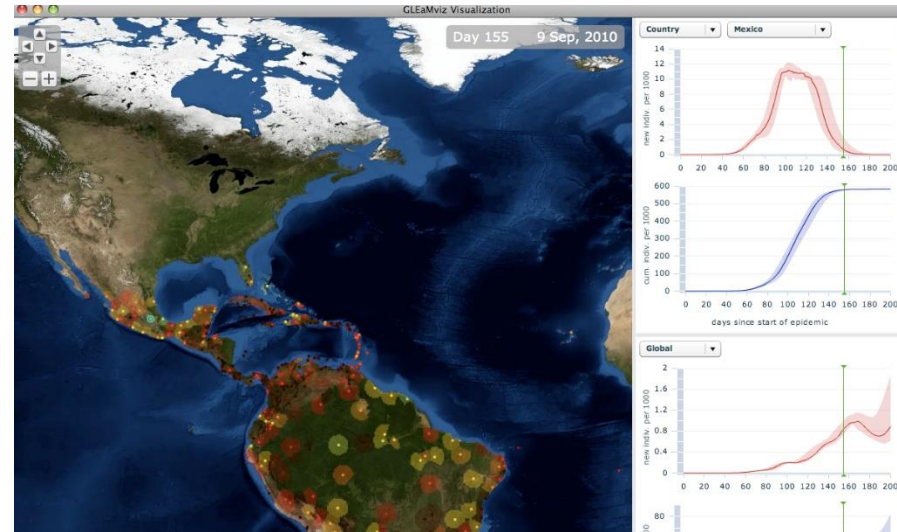 GLEaMviz Visualization
Day 155 9 Sep, 2010
Country Mexico
new indiv. per 1000
14
12
10
8
6
4
2
0
0 20 40 60 80 100 120 140 160 180 200
cum. indiv. per 1000
600
500
400
300
200
100
0
0 20 40 60 80 100 120 140 160 180 200
days since start of epidemic
Global
new indiv. per 1000
2
1.6
1.2
0.8
0.4
0
0 20 40 60 80 100 120 140 160 180 200
80